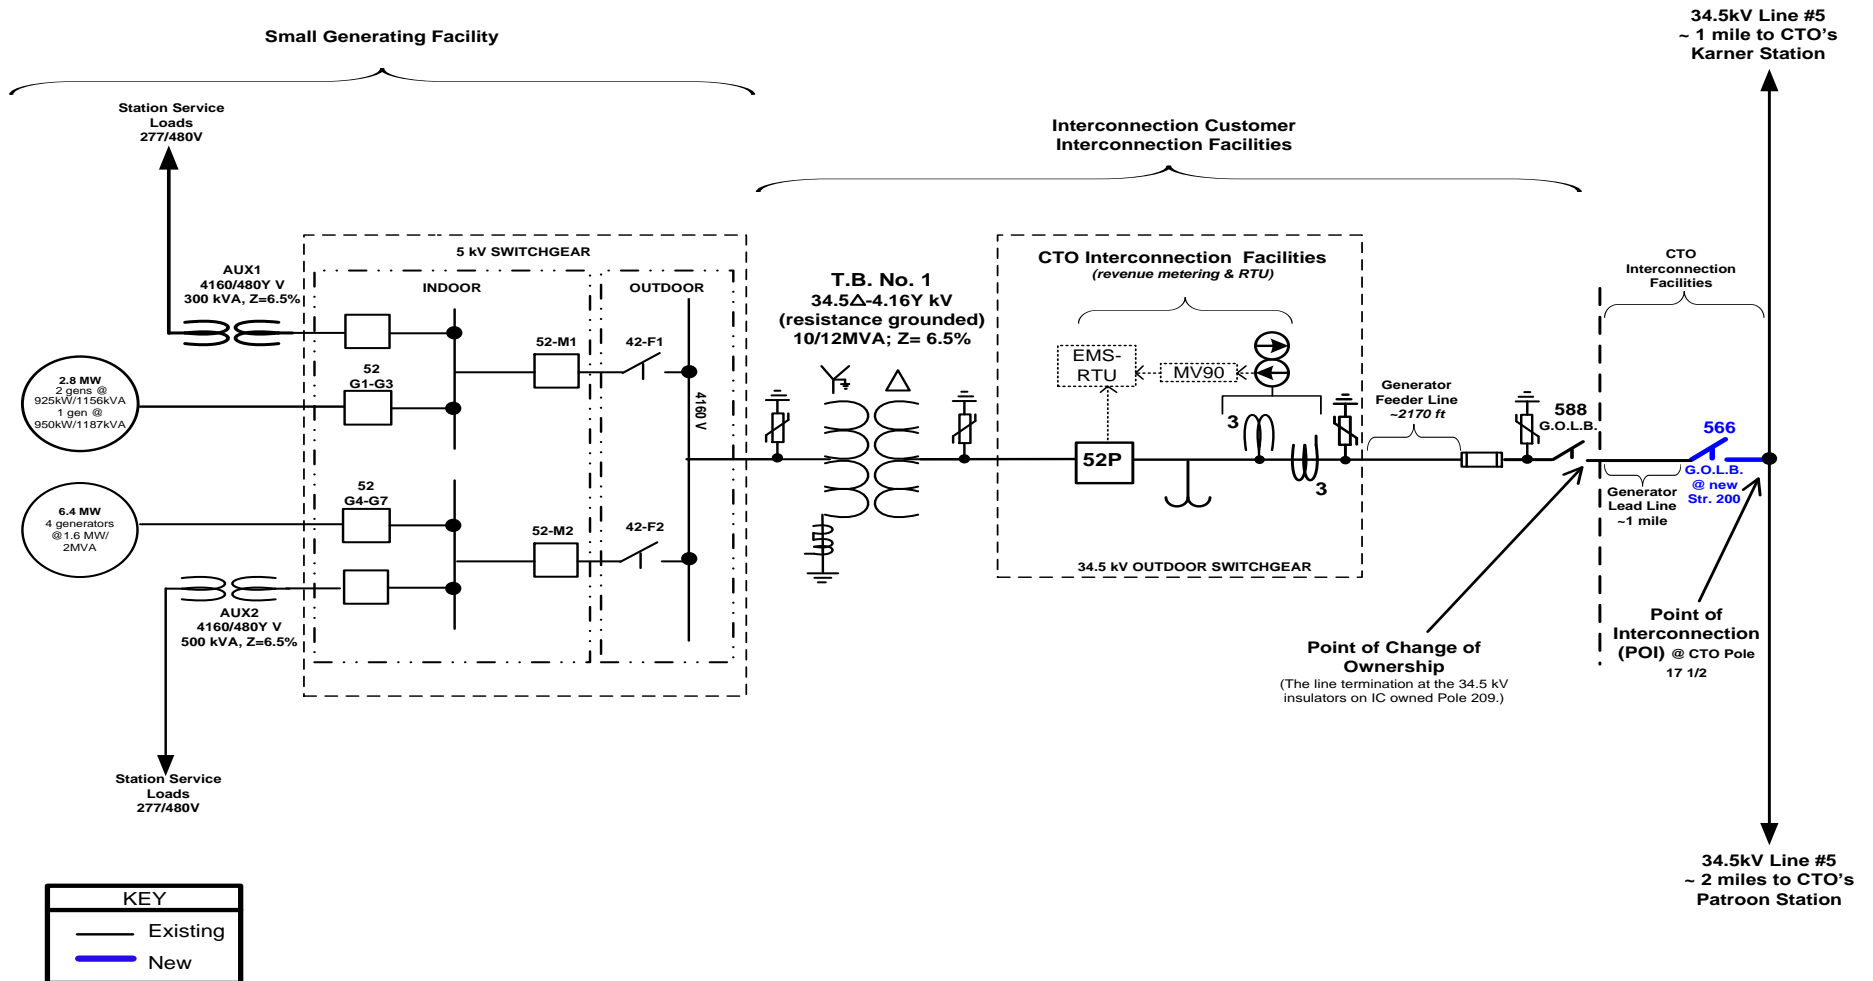 Small Generating Facility
34.5kV Line #5
~ 1 mile to CTO's
Karner Station
Station Service
Loads
277/480V
Interconnection Customer
Interconnection Facilities
5 kV SWITCHGEAR
INDOOR
OUTDOOR
AUX1
4160/480Y V
300 kVA, Z=6.5%
52
G1-G3
52-M1
42-F1
2.8 MW
2 gens @
925kW/1156kVA
1 gen @
950kW/1187kVA
4160 V
52
G4-G7
52-M2
42-F2
6.4 MW
4 generators
@1.6 MW/
2MVA
AUX2
4160/480Y V
500 kVA, Z=6.5%
Station Service
Loads
277/480V
T.B. No. 1
34.5Δ-4.16Y kV
(resistance grounded)
10/12MVA; Z= 6.5%
CTO Interconnection Facilities
(revenue metering & RTU)
EMS-
RTU
MV90
3
3
52P
34.5 kV OUTDOOR SWITCHGEAR
Generator
Feeder Line
~2170 ft
588
G.O.L.B.
CTO
Interconnection
Facilities
566
G.O.L.B.
@ new
Str. 200
Generator
Lead Line
~1 mile
Point of Change of
Ownership
(The line termination at the 34.5 kV
insulators on IC owned Pole 209.)
Point of
Interconnection
(POI) @ CTO Pole
17 1/2
34.5kV Line #5
~ 2 miles to CTO's
Patroon Station
KEY
Existing
New